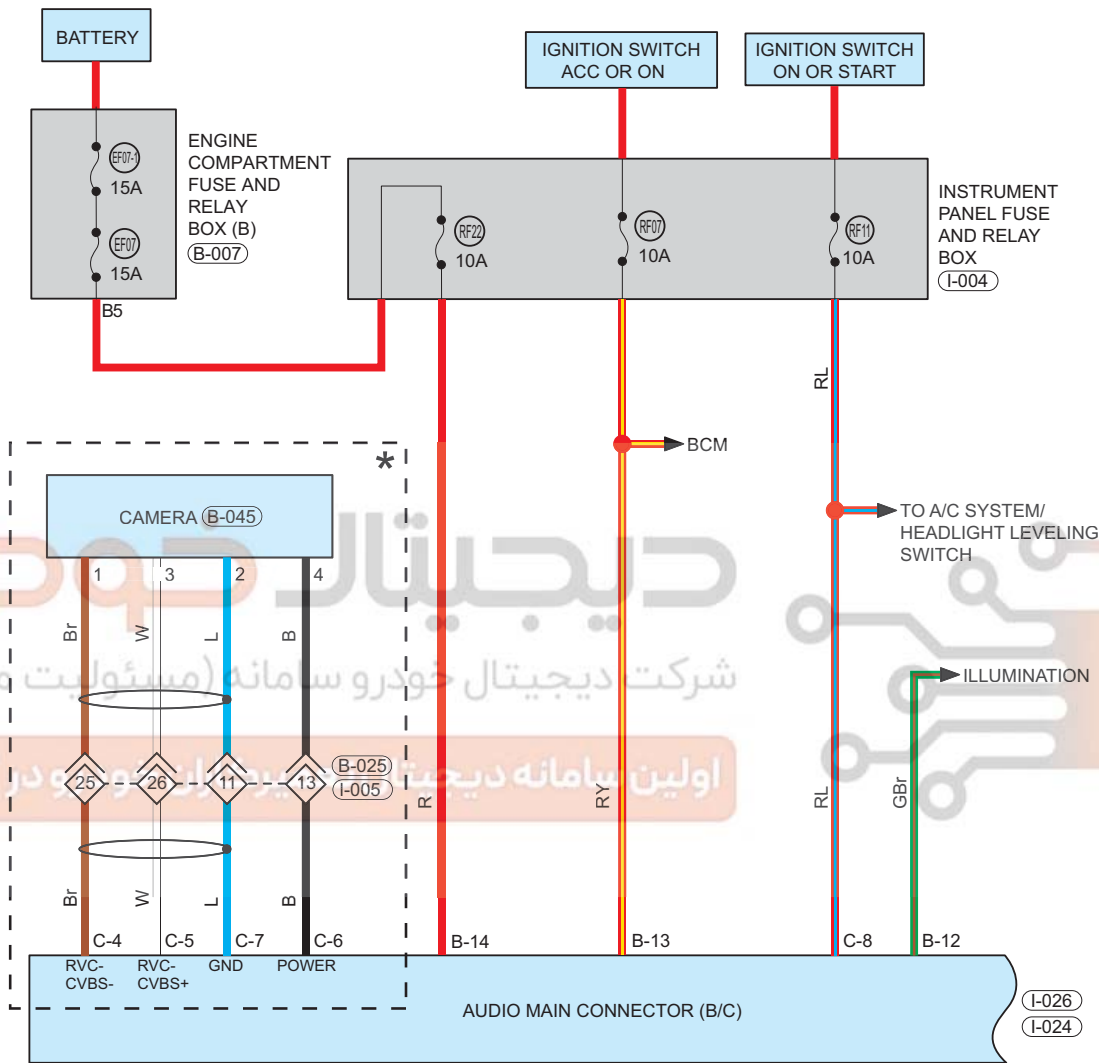 BATTERY
IGNITION SWITCH
ACC OR ON
IGNITION SWITCH
ON OR START
EF07-1
15A
EF07
15A
ENGINE
COMPARTMENT
FUSE AND
RELAY
BOX (B)
B-007
B5
RF22
10A
RF07
10A
RF11
10A
INSTRUMENT
PANEL FUSE
AND RELAY
BOX
I-004
RL
BCM
*
CAMERA B-045
TO A/C SYSTEM/
HEADLIGHT LEVELING
SWITCH
1 3 2 4
Br W L B
دیجیتال خودرو
شرکت دیجیتال خودرو سامانه (مسئولیت
ILLUMINATION
اولین سامانه دیجیتال
25 26 11 13
B-025
I-005
R RY RL GBr
Br W L B
C-4 C-5 C-7 C-6 B-14 B-13 C-8 B-12
RVC-
CVBS-
RVC-
CVBS+
GND
POWER
AUDIO MAIN CONNECTOR (B/C)
I-026
I-024